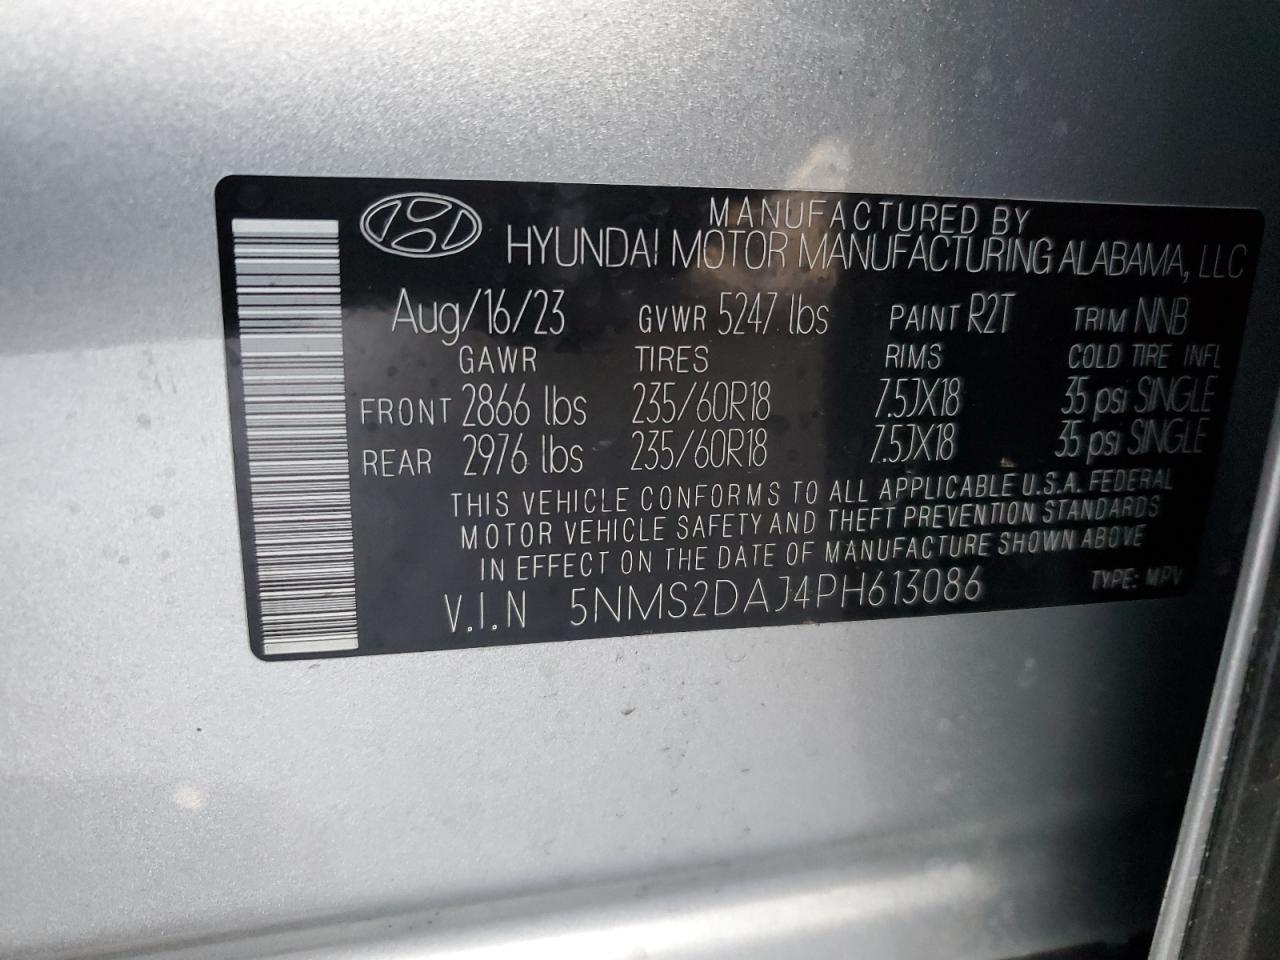 MANUFACTURED BY
HYUNDAI MOTOR MANUFACTURING ALABAMA, LLC
Aug/16/23 GVWR 5247 lbs PAINT R2T TRIM NNB
GAWR TIRES RIMS COLD TIRE INFL
FRONT 2866 lbs 235/60R18 7.5JX18 35 psi SINGLE
REAR 2976 lbs 235/60R18 7.5JX18 35 psi SINGLE
THIS VEHICLE CONFORMS TO ALL APPLICABLE U.S.A. FEDERAL
MOTOR VEHICLE SAFETY AND THEFT PREVENTION STANDARDS
IN EFFECT ON THE DATE OF MANUFACTURE SHOWN ABOVE
V.I.N 5NMS2DAJ4PH613086 TYPE: MPV